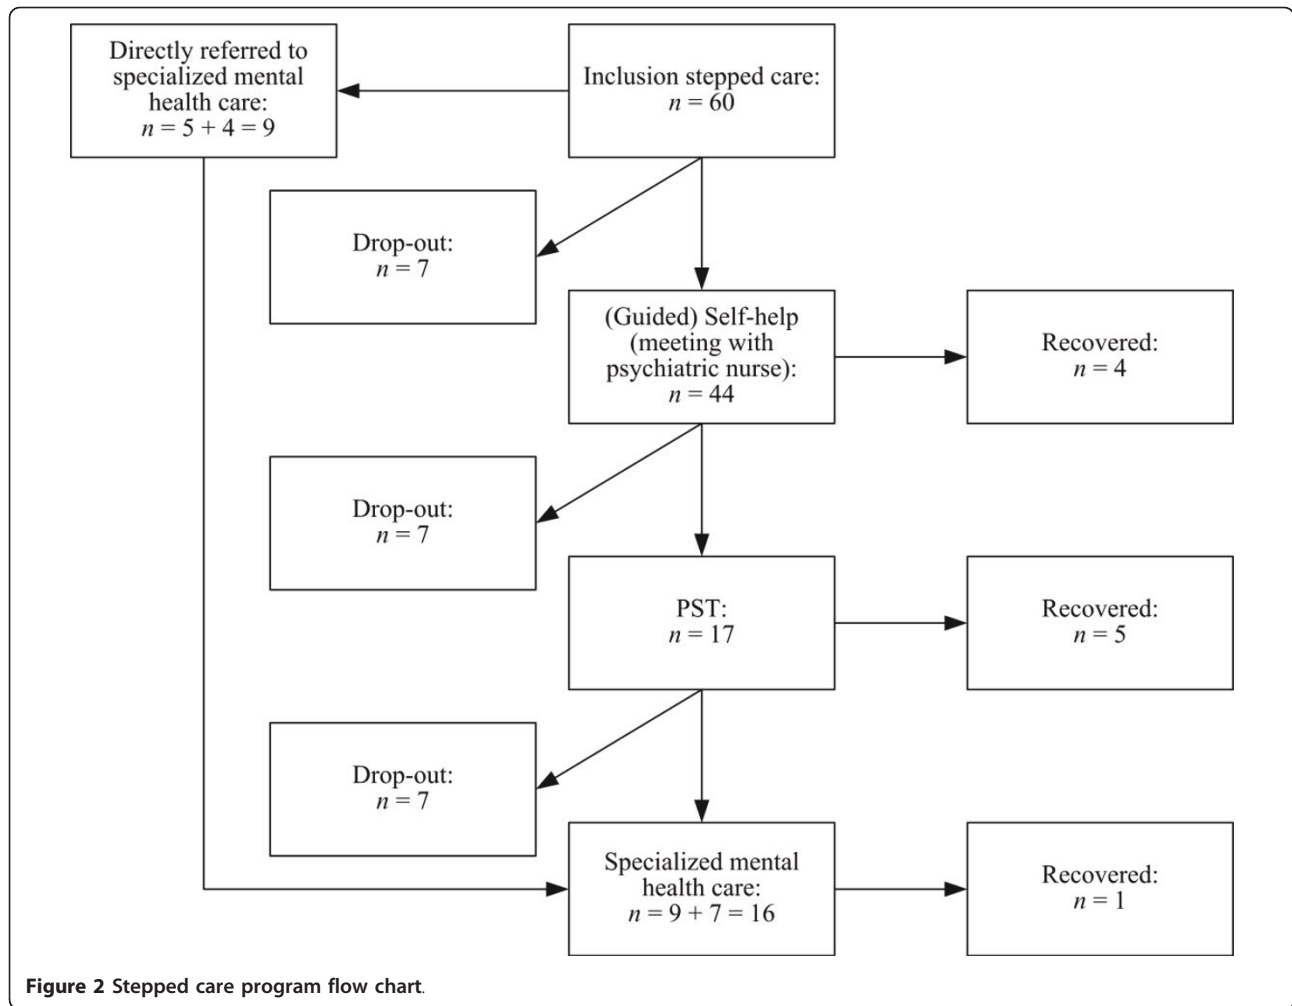 Directly referred to
specialized mental
health care:
n = 5 + 4 = 9
Inclusion stepped care:
n = 60
Drop-out:
n = 7
(Guided) Self-help
(meeting with
psychiatric nurse):
n = 44
Recovered:
n = 4
Drop-out:
n = 7
PST:
n = 17
Recovered:
n = 5
Drop-out:
n = 7
Specialized mental
health care:
n = 9 + 7 = 16
Recovered:
n = 1
Figure 2 Stepped care program flow chart.